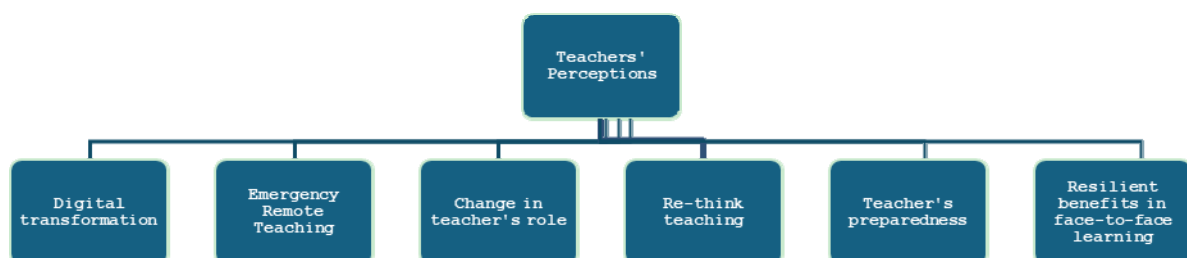 Teachers'
Perceptions
Digital
transformation
Emergency
Remote
Teaching
Change in
teacher's role
Re-think
teaching
Teacher's
preparedness
Resilient
benefits in
face-to-face
learning